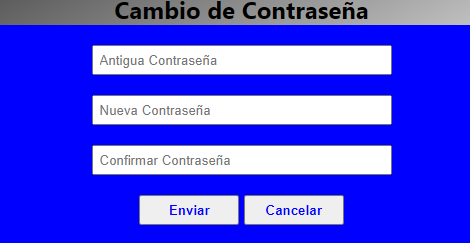 Cambio de Contraseña
Antigua Contraseña
Nueva Contraseña
Confirmar Contraseña
Enviar Cancelar